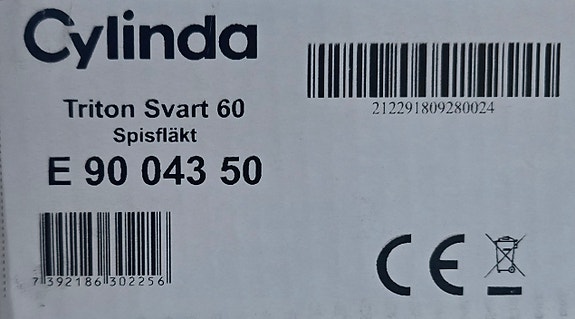 Cylinda
Triton Svart 60
Spisfläkt
E 90 043 50
212291809280024
7 392186 302256
CE